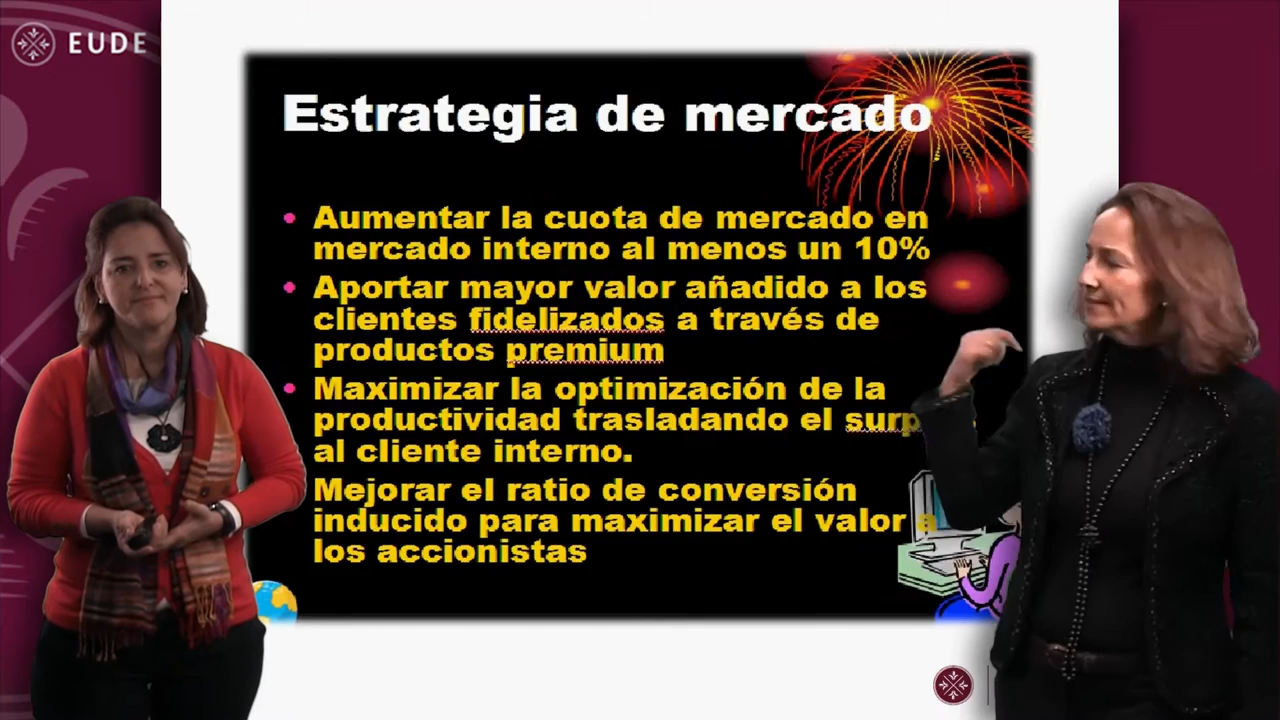 EUDE
Estrategia de mercado
• Aumentar la cuota de mercado en
mercado interno al menos un 10%
• Aportar mayor valor añadido a los
clientes fidelizados a través de
productos premium
• Maximizar la optimización de la
productividad trasladando el
al cliente interno.
Mejorar el ratio de conversión
inducido para maximizar el valor a
los accionistas